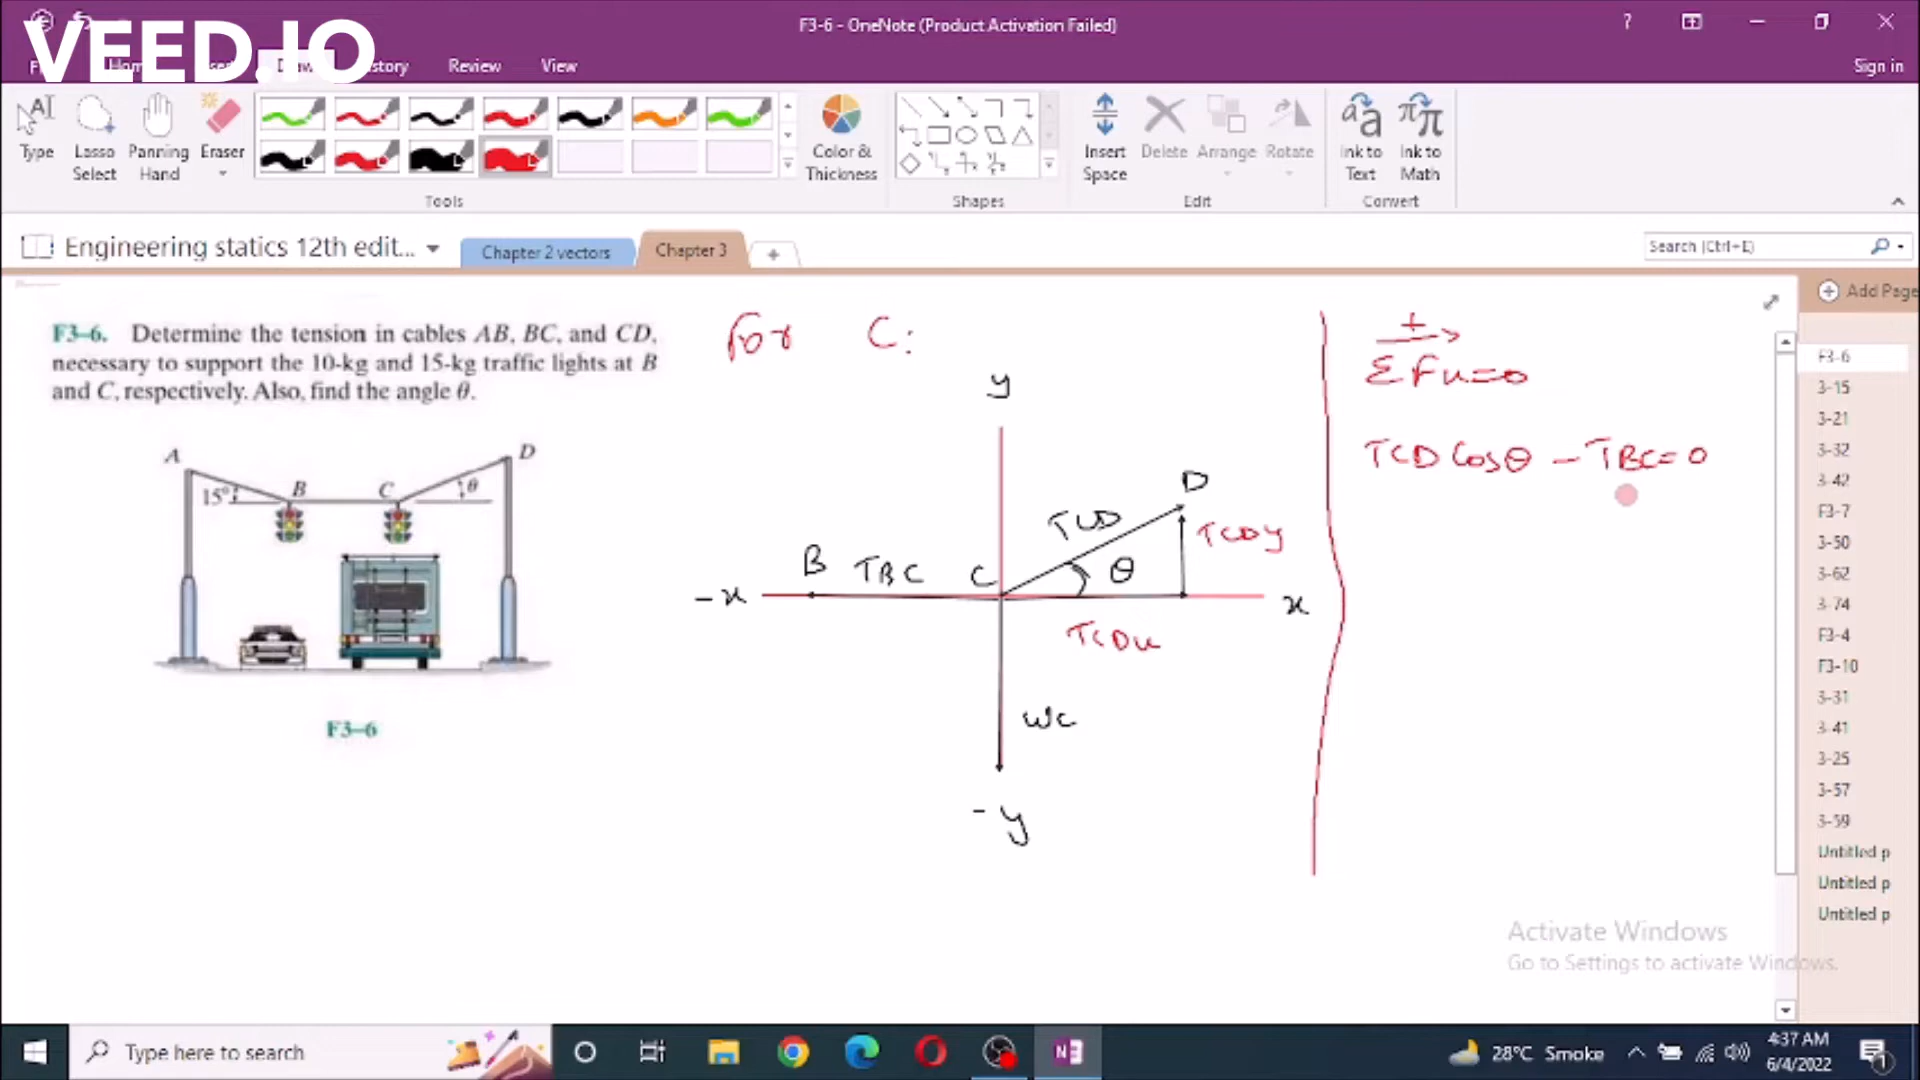 F3-6 - OneNote (Product Activation Failed)
VEED.IO
Review
View
Sign in
Type
Lasso Select
Panning Hand
Eraser
Color & Thickness
Insert Space
Delete
Arrange
Rotate
Ink to Text
Ink to Math
Tools
Shapes
Edit
Convert
Engineering statics 12th edit...
Chapter 2 vectors
Chapter 3
Search (Ctrl+E)
Add Page
F3–6. Determine the tension in cables AB, BC, and CD,
necessary to support the 10-kg and 15-kg traffic lights at B
and C, respectively. Also, find the angle θ.
A
D
15°
B
C
θ
F3–6
For C:
y
D
TCD
TCDy
B
TBC
C
θ
-x
x
TCDx
WC
-y
+
ΣFx=0
TCD Cosθ - TBC=0
F3-6
3-15
3-21
3-32
3-42
F3-7
3-50
3-62
3-74
F3-4
F3-10
3-31
3-41
3-25
3-57
3-59
Untitled p
Untitled p
Untitled p
Activate Windows
Go to Settings to activate Windows.
Type here to search
28°C Smoke
4:37 AM
6/4/2022
1